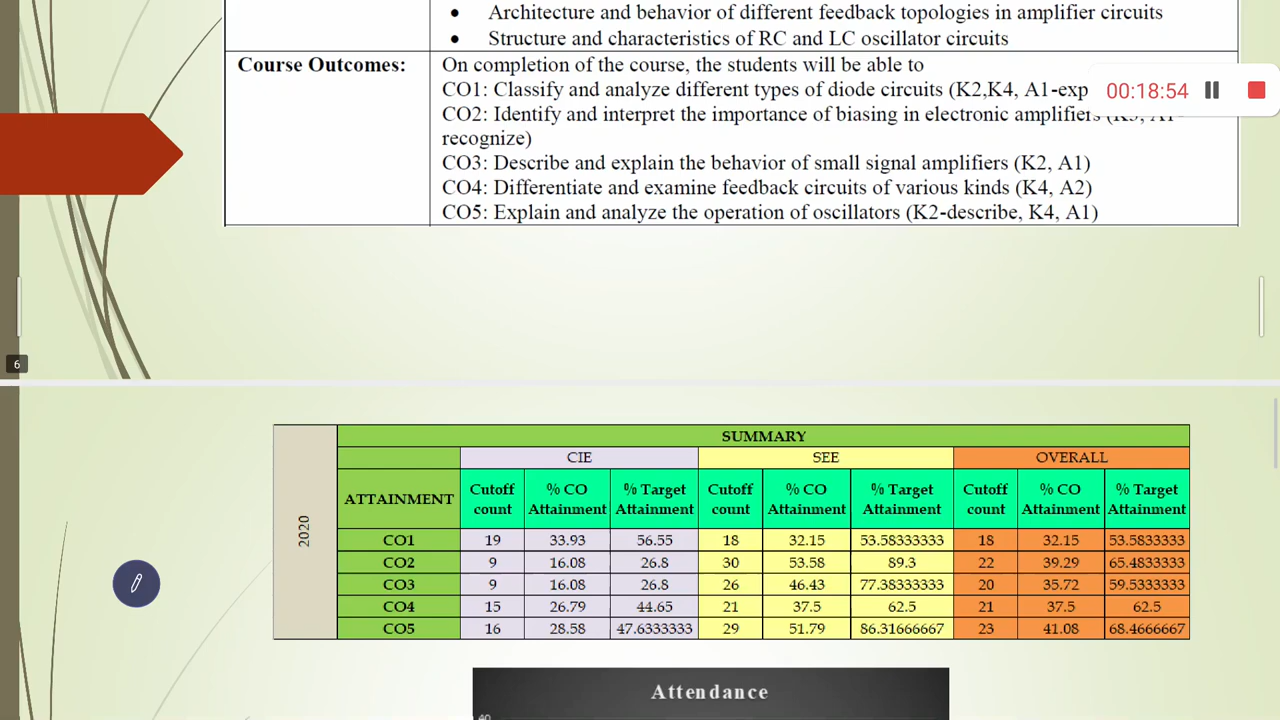 • Architecture and behavior of different feedback topologies in amplifier circuits
• Structure and characteristics of RC and LC oscillator circuits
Course Outcomes: On completion of the course, the students will be able to
CO1: Classify and analyze different types of diode circuits (K2,K4, A1-exp
00:18:54
CO2: Identify and interpret the importance of biasing in electronic amplifiers
recognize)
CO3: Describe and explain the behavior of small signal amplifiers (K2, A1)
CO4: Differentiate and examine feedback circuits of various kinds (K4, A2)
CO5: Explain and analyze the operation of oscillators (K2-describe, K4, A1)
6
2020
SUMMARY
CIE SEE OVERALL
ATTAINMENT Cutoff count % CO Attainment % Target Attainment Cutoff count % CO Attainment % Target Attainment Cutoff count % CO Attainment % Target Attainment
CO1 19 33.93 56.55 18 32.15 53.58333333 18 32.15 53.5833333
CO2 9 16.08 26.8 30 53.58 89.3 22 39.29 65.4833333
CO3 9 16.08 26.8 26 46.43 77.38333333 20 35.72 59.5333333
CO4 15 26.79 44.65 21 37.5 62.5 21 37.5 62.5
CO5 16 28.58 47.6333333 29 51.79 86.31666667 23 41.08 68.4666667
Attendance
40